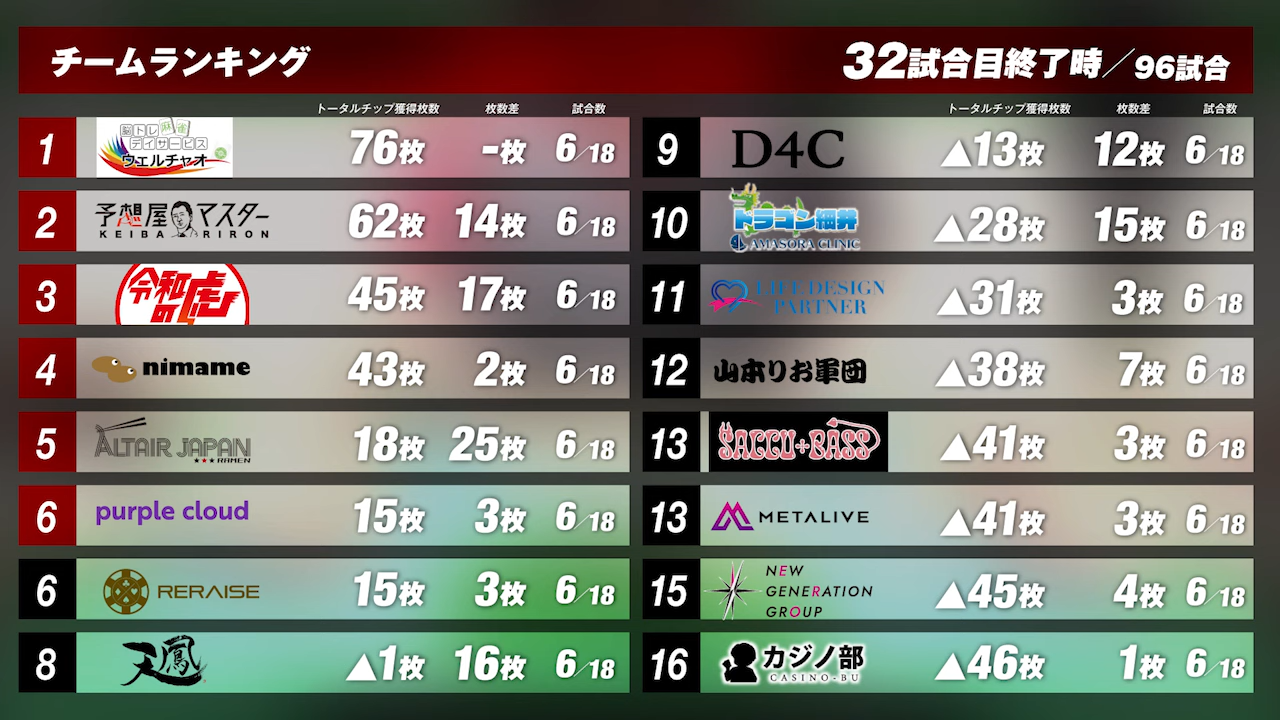 チームランキング
32試合目終了時/96試合
トータルチップ獲得枚数 枚数差 試合数
1 脳トレ麻雀 デイサービス ウェルチャオ 76枚 -枚 6/18
2 予想屋マスター KEIBA RIRON 62枚 14枚 6/18
3 令和の虎 45枚 17枚 6/18
4 nimame 43枚 2枚 6/18
5 ALTAIR JAPAN ★★★RAMEN 18枚 25枚 6/18
6 purple cloud 15枚 3枚 6/18
6 RERAISE 15枚 3枚 6/18
8 天鳳 ▲1枚 16枚 6/18
トータルチップ獲得枚数 枚数差 試合数
9 D4C ▲13枚 12枚 6/18
10 ドラゴン細井 AMASORA CLINIC ▲28枚 15枚 6/18
11 LIFE DESIGN PARTNER ▲31枚 3枚 6/18
12 山本りお軍団 ▲38枚 7枚 6/18
13 SALLU+BASS ▲41枚 3枚 6/18
13 METALIVE ▲41枚 3枚 6/18
15 NEW GENERATION GROUP ▲45枚 4枚 6/18
16 カジノ部 CASINO-BU ▲46枚 1枚 6/18